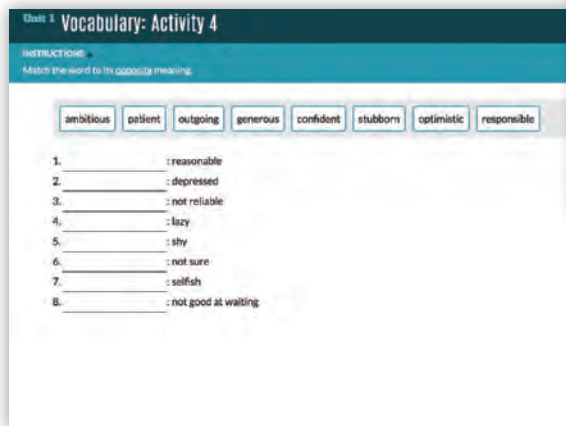 Unit 1 Vocabulary: Activity 4
INSTRUCTIONS
Match the word to its opposite meaning.
ambitious patient outgoing generous confident stubborn optimistic responsible
1. : reasonable
2. : depressed
3. : not reliable
4. : lazy
5. : shy
6. : not sure
7. : selfish
8. : not good at waiting